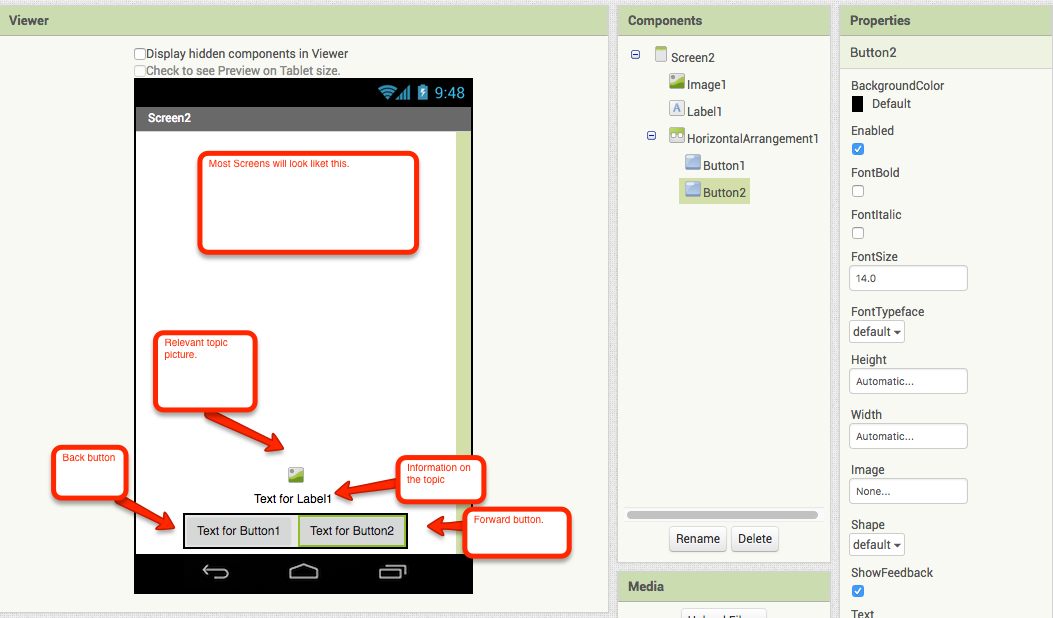 Viewer
Display hidden components in Viewer
Check to see Preview on Tablet size.
9:48
Screen2
Most Screens will look liket this.
Relevant topic
picture.
Back button
Information on
the topic
Text for Label1
Forward button.
Text for Button1
Text for Button2
Components
Screen2
Image1
A
Label1
HorizontalArrangement1
Button1
Button2
Rename
Delete
Media
Properties
Button2
BackgroundColor
Default
Enabled
FontBold
FontItalic
FontSize
14.0
FontTypeface
default
Height
Automatic...
Width
Automatic...
Image
None...
Shape
default
ShowFeedback
Text